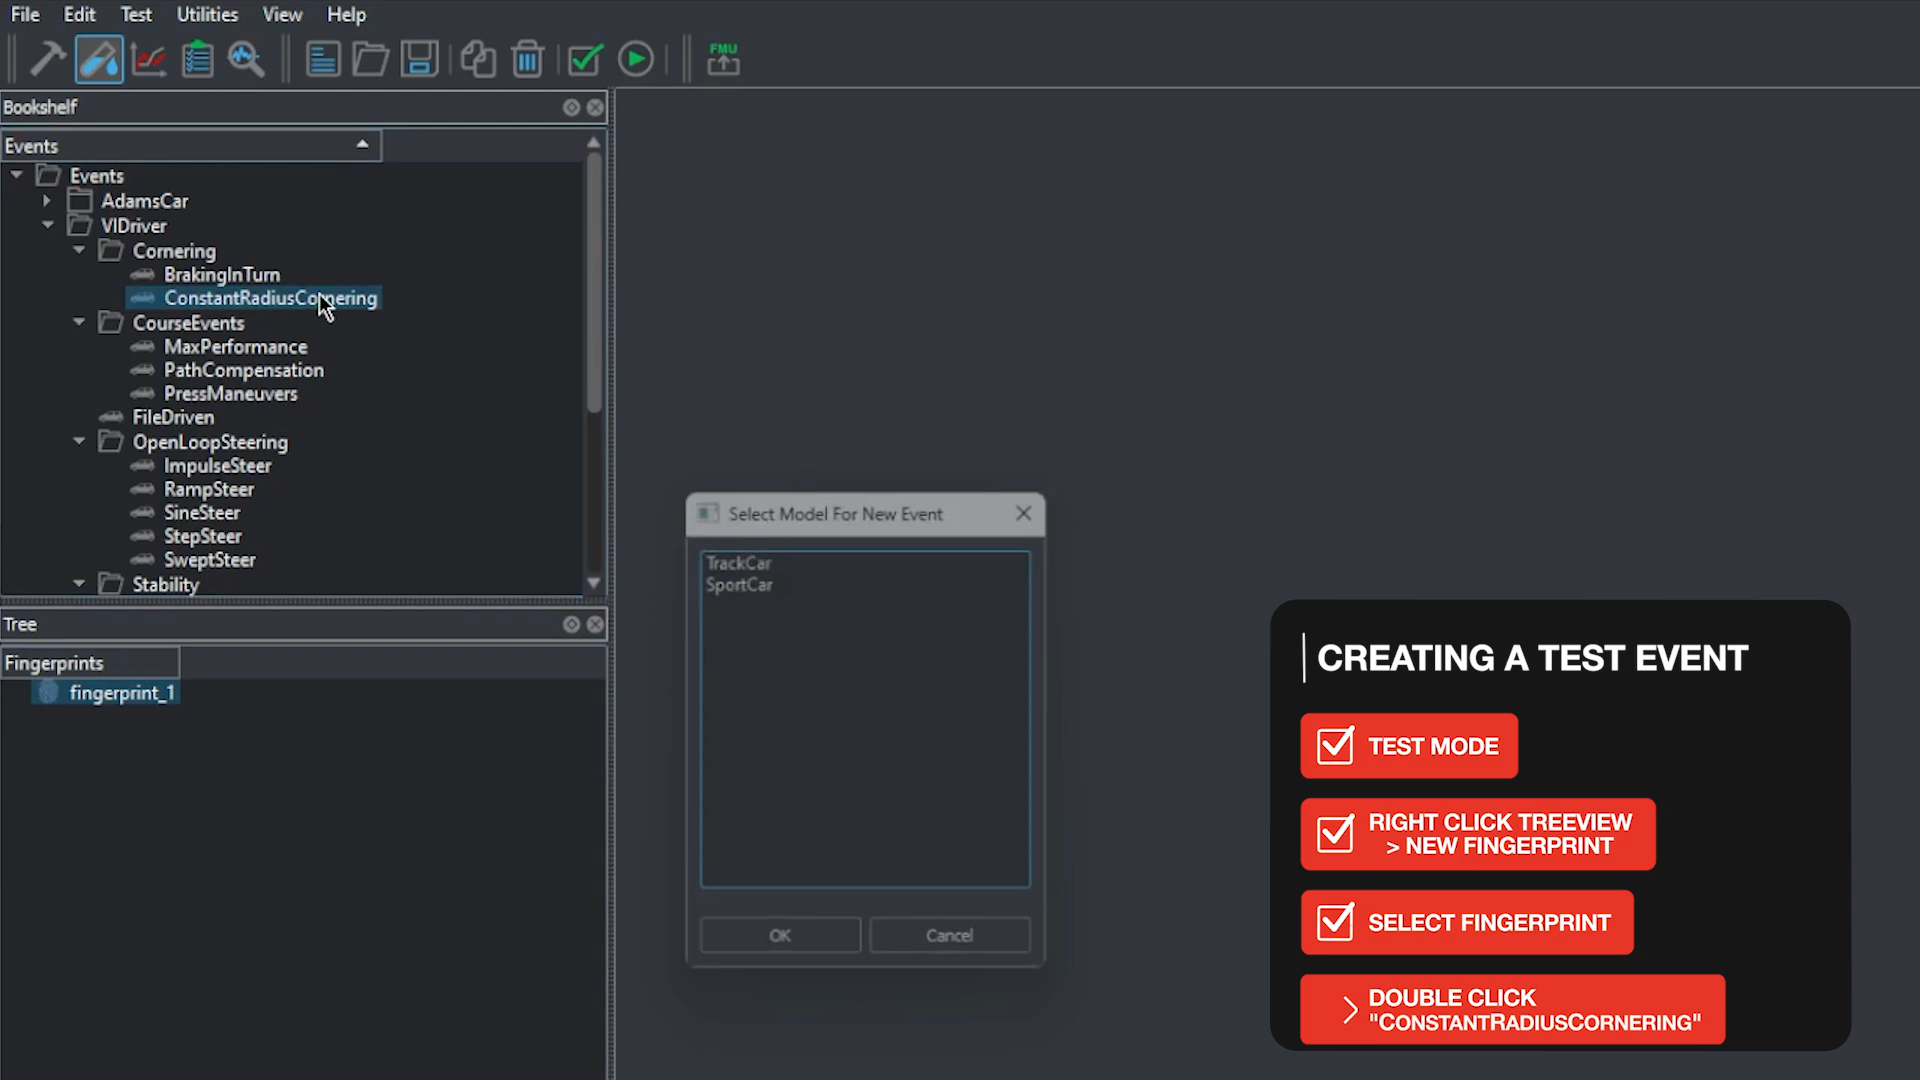 File Edit Test Utilities View Help
FMU
Bookshelf
Events
Events
AdamsCar
VIDriver
Cornering
BrakingInTurn
ConstantRadiusCornering
CourseEvents
MaxPerformance
PathCompensation
PressManeuvers
FileDriven
OpenLoopSteering
ImpulseSteer
RampSteer
SineSteer
StepSteer
SweptSteer
Stability
Tree
Fingerprints
fingerprint_1
Select Model For New Event
TrackCar
SportCar
OK Cancel
CREATING A TEST EVENT
TEST MODE
RIGHT CLICK TREEVIEW
> NEW FINGERPRINT
SELECT FINGERPRINT
DOUBLE CLICK
"CONSTANTRADIUSCORNERING"